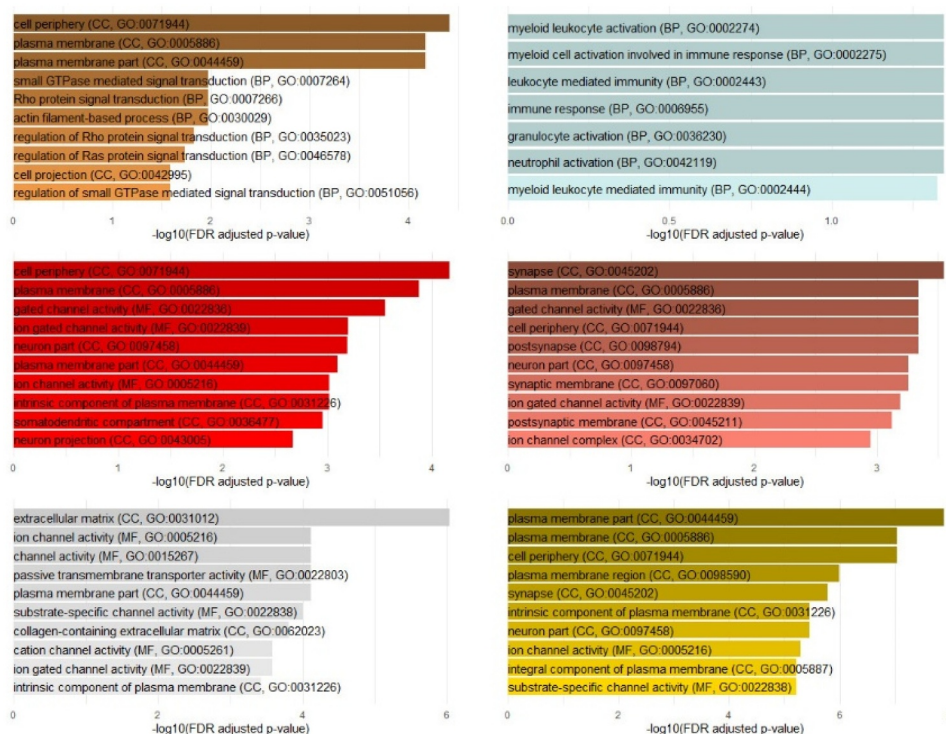 cell periphery (CC, GO:0071944)
plasma membrane (CC, GO:0005886)
plasma membrane part (CC, GO:0044459)
small GTPase mediated signal transduction (BP, GO:0007264)
Rho protein signal transduction (BP, GO:0007266)
actin filament-based process (BP, GO:0030029)
regulation of Rho protein signal transduction (BP, GO:0035023)
regulation of Ras protein signal transduction (BP, GO:0046578)
cell projection (CC, GO:0042995)
regulation of small GTPase mediated signal transduction (BP, GO:0051056)
0 1 2 3 4
-log10(FDR adjusted p-value)
myeloid leukocyte activation (BP, GO:0002274)
myeloid cell activation involved in immune response (BP, GO:0002275)
leukocyte mediated immunity (BP, GO:0002443)
immune response (BP, GO:0006955)
granulocyte activation (BP, GO:0036230)
neutrophil activation (BP, GO:0042119)
myeloid leukocyte mediated immunity (BP, GO:0002444)
0.0 0.5 1.0
-log10(FDR adjusted p-value)
cell periphery (CC, GO:0071944)
plasma membrane (CC, GO:0005886)
gated channel activity (MF, GO:0022836)
ion gated channel activity (MF, GO:0022839)
neuron part (CC, GO:0097458)
plasma membrane part (CC, GO:0044459)
ion channel activity (MF, GO:0005216)
intrinsic component of plasma membrane (CC, GO:0031226)
somatodendritic compartment (CC, GO:0036477)
neuron projection (CC, GO:0043005)
0 1 2 3 4
-log10(FDR adjusted p-value)
synapse (CC, GO:0045202)
plasma membrane (CC, GO:0005886)
gated channel activity (MF, GO:0022836)
cell periphery (CC, GO:0071944)
postsynapse (CC, GO:0098794)
neuron part (CC, GO:0097458)
synaptic membrane (CC, GO:0097060)
ion gated channel activity (MF, GO:0022839)
postsynaptic membrane (CC, GO:0045211)
ion channel complex (CC, GO:0034702)
0 1 2 3
-log10(FDR adjusted p-value)
extracellular matrix (CC, GO:0031012)
ion channel activity (MF, GO:0005216)
channel activity (MF, GO:0015267)
passive transmembrane transporter activity (MF, GO:0022803)
plasma membrane part (CC, GO:0044459)
substrate-specific channel activity (MF, GO:0022838)
collagen-containing extracellular matrix (CC, GO:0062023)
cation channel activity (MF, GO:0005261)
ion gated channel activity (MF, GO:0022839)
intrinsic component of plasma membrane (CC, GO:0031226)
0 2 4 6
-log10(FDR adjusted p-value)
plasma membrane part (CC, GO:0044459)
plasma membrane (CC, GO:0005886)
cell periphery (CC, GO:0071944)
plasma membrane region (CC, GO:0098590)
synapse (CC, GO:0045202)
intrinsic component of plasma membrane (CC, GO:0031226)
neuron part (CC, GO:0097458)
ion channel activity (MF, GO:0005216)
integral component of plasma membrane (CC, GO:0005887)
substrate-specific channel activity (MF, GO:0022838)
0 2 4 6
-log10(FDR adjusted p-value)